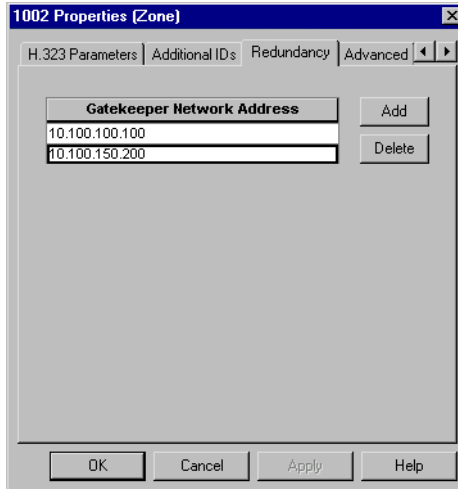 1002 Properties (Zone)
H.323 Parameters Additional IDs Redundancy Advanced
Gatekeeper Network Address Add
10.100.100.100
10.100.150.200 Delete
OK Cancel Apply Help